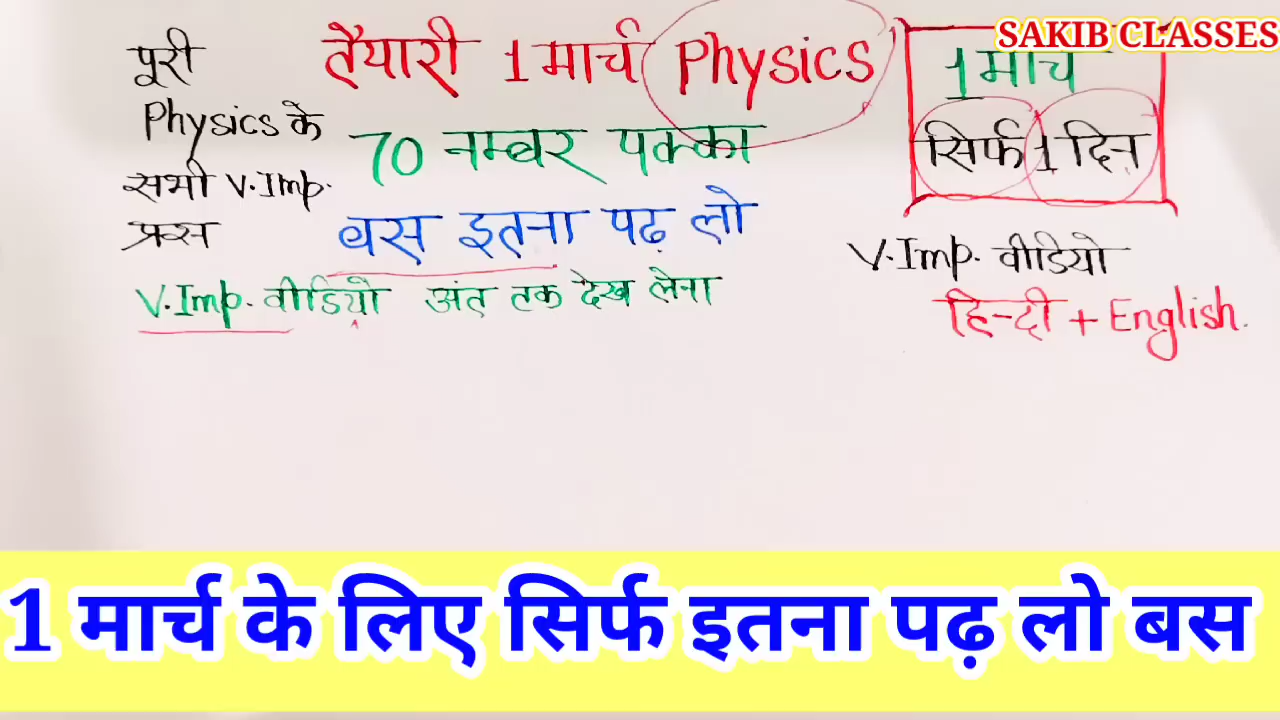 SAKIB CLASSES
पूरी
Physics के
सभी V.Imp.
प्रश्न
तैयारी 1 मार्च Physics
70 नम्बर पक्का
बस इतना पढ़ लो
V.Imp. वीडियो अंत तक देख लेना
1 मार्च
सिर्फ 1 दिन
V.Imp. वीडियो
हिन्दी + English.
1 मार्च के लिए सिर्फ इतना पढ़ लो बस